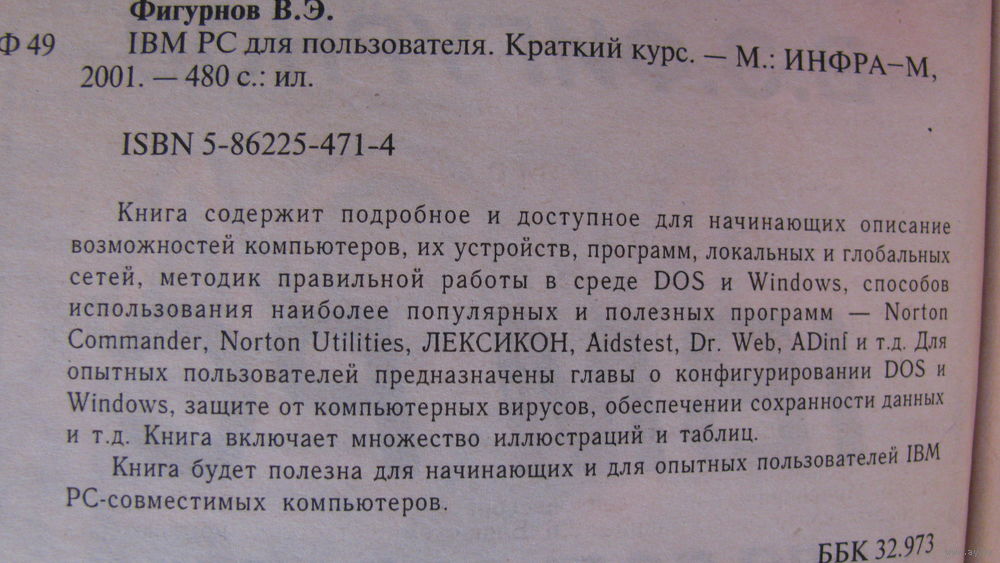 Фигурнов В.Э.
Ф 49 IBM PC для пользователя. Краткий курс. — М.: ИНФРА–М,
2001. — 480 с.: ил.
ISBN 5-86225-471-4
Книга содержит подробное и доступное для начинающих описание
возможностей компьютеров, их устройств, программ, локальных и глобальных
сетей, методик правильной работы в среде DOS и Windows, способов
использования наиболее популярных и полезных программ — Norton
Commander, Norton Utilities, ЛЕКСИКОН, Aidstest, Dr. Web, ADinf и т.д. Для
опытных пользователей предназначены главы о конфигурировании DOS и
Windows, защите от компьютерных вирусов, обеспечении сохранности данных
и т.д. Книга включает множество иллюстраций и таблиц.
Книга будет полезна для начинающих и для опытных пользователей IBM
PC-совместимых компьютеров.
ББК 32.973